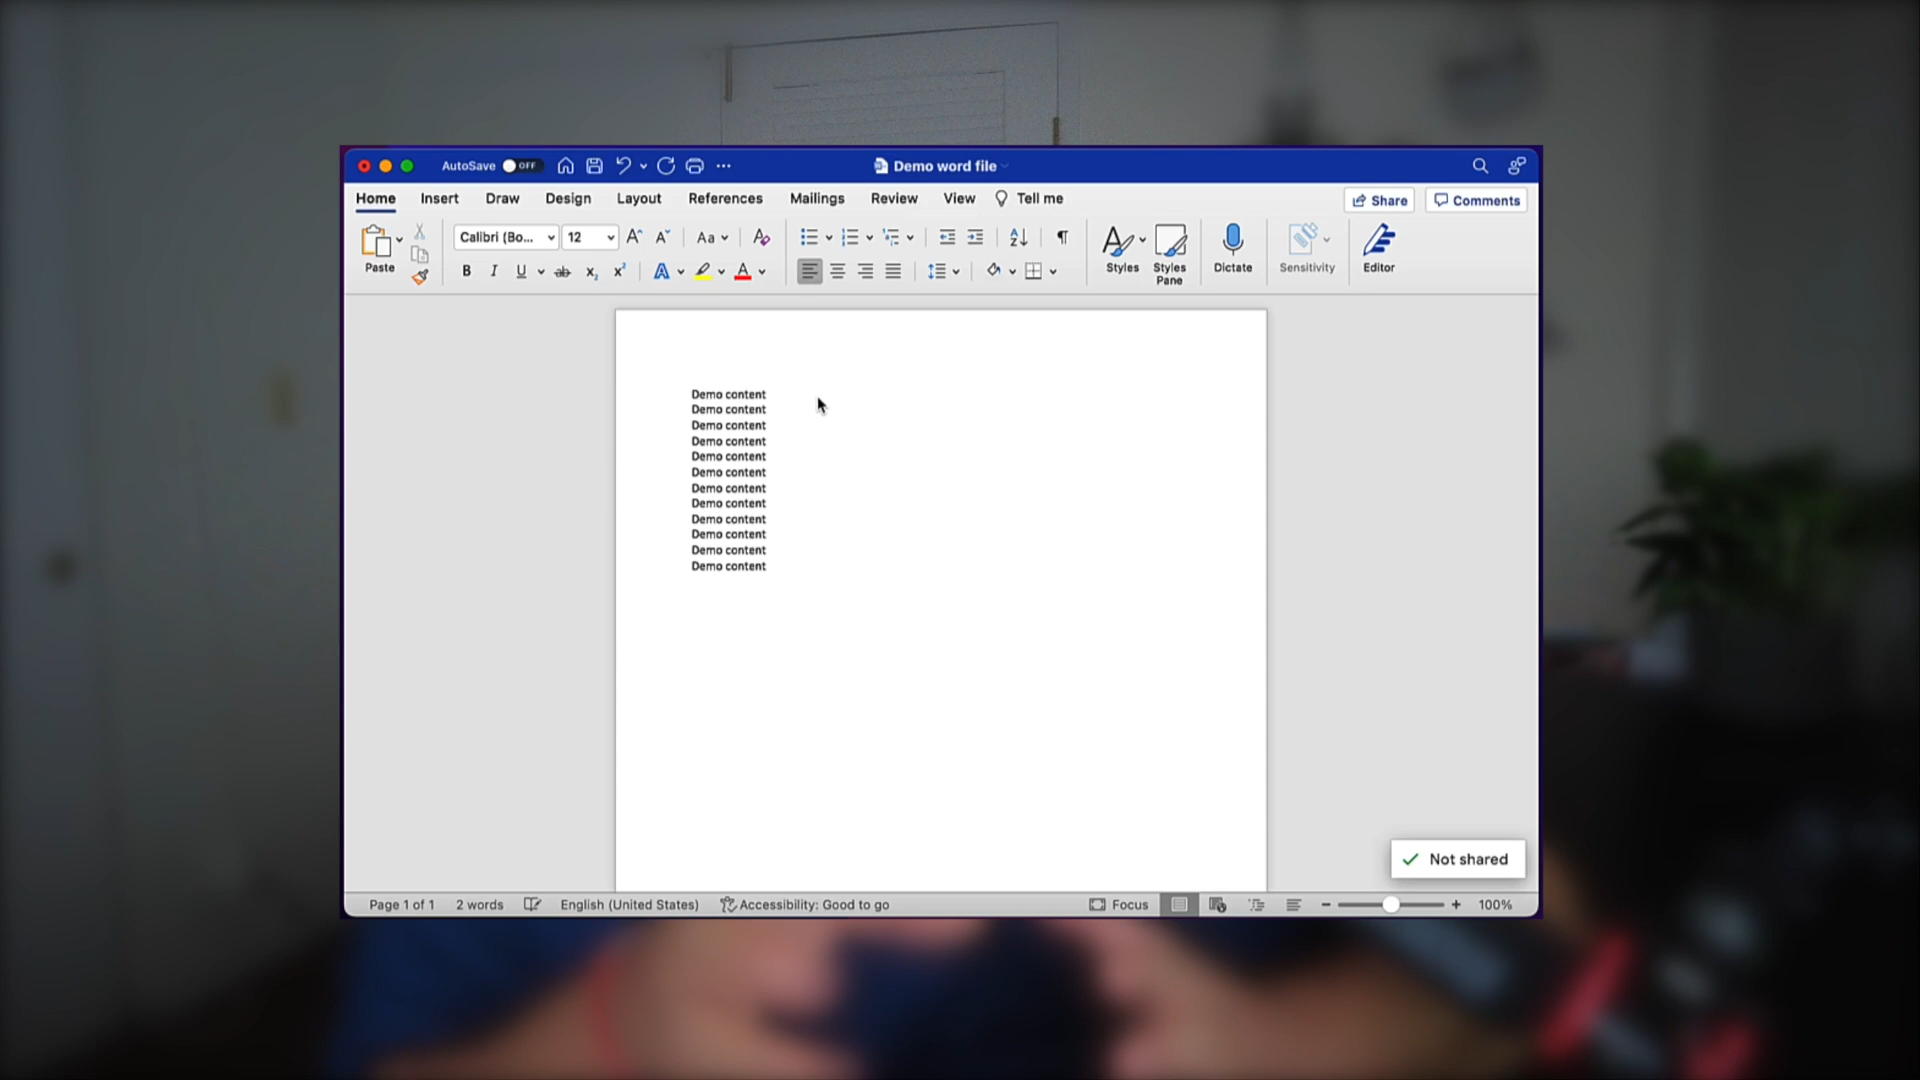 AutoSave OFF
Demo word file
Home Insert Draw Design Layout References Mailings Review View Tell me Share Comments
Calibri (Bo... 12 Aa
Paste B I U ab x₂ x² A A Styles Styles Pane Dictate Sensitivity Editor
Demo content
Demo content
Demo content
Demo content
Demo content
Demo content
Demo content
Demo content
Demo content
Demo content
Demo content
Demo content
Not shared
Page 1 of 1 2 words English (United States) Accessibility: Good to go Focus 100%